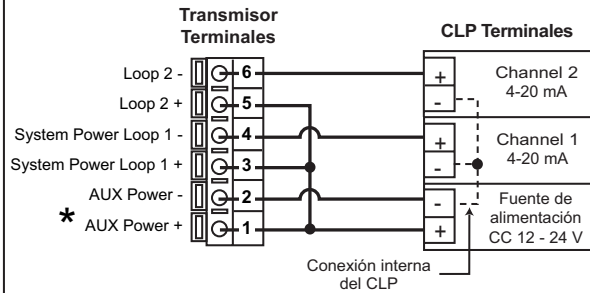 Transmisor
Terminales
CLP Terminales
Loop 2 -
6
+
Channel 2
4-20 mA
Loop 2 +
5
-
System Power Loop 1 -
4
+
Channel 1
4-20 mA
System Power Loop 1 +
3
-
AUX Power -
2
-
Fuente de
alimentación
CC 12 - 24 V
* AUX Power +
1
+
Conexión interna
del CLP